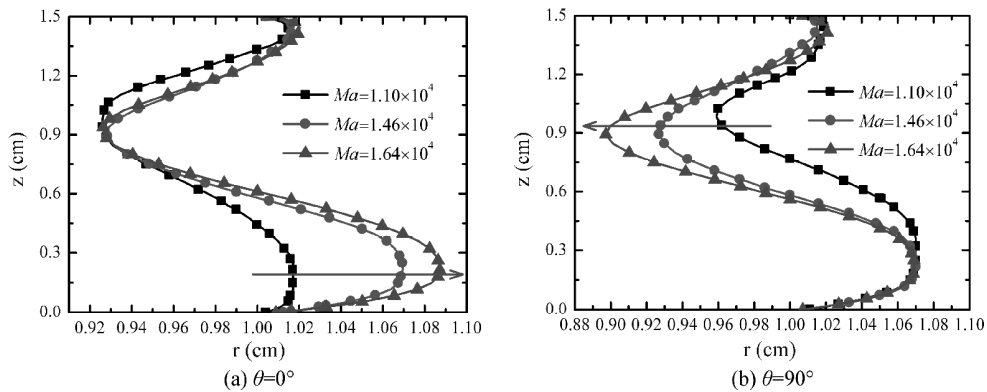 1.5
1.2
0.9
0.6
0.3
0.0
z (cm)
Ma=1.10×10⁴
Ma=1.46×10⁴
Ma=1.64×10⁴
0.92 0.94 0.96 0.98 1.00 1.02 1.04 1.06 1.08 1.10
r (cm)
(a) θ=0°
1.5
1.2
0.9
0.6
0.3
0.0
z (cm)
Ma=1.10×10⁴
Ma=1.46×10⁴
Ma=1.64×10⁴
0.88 0.90 0.92 0.94 0.96 0.98 1.00 1.02 1.04 1.06 1.08 1.10
r (cm)
(b) θ=90°